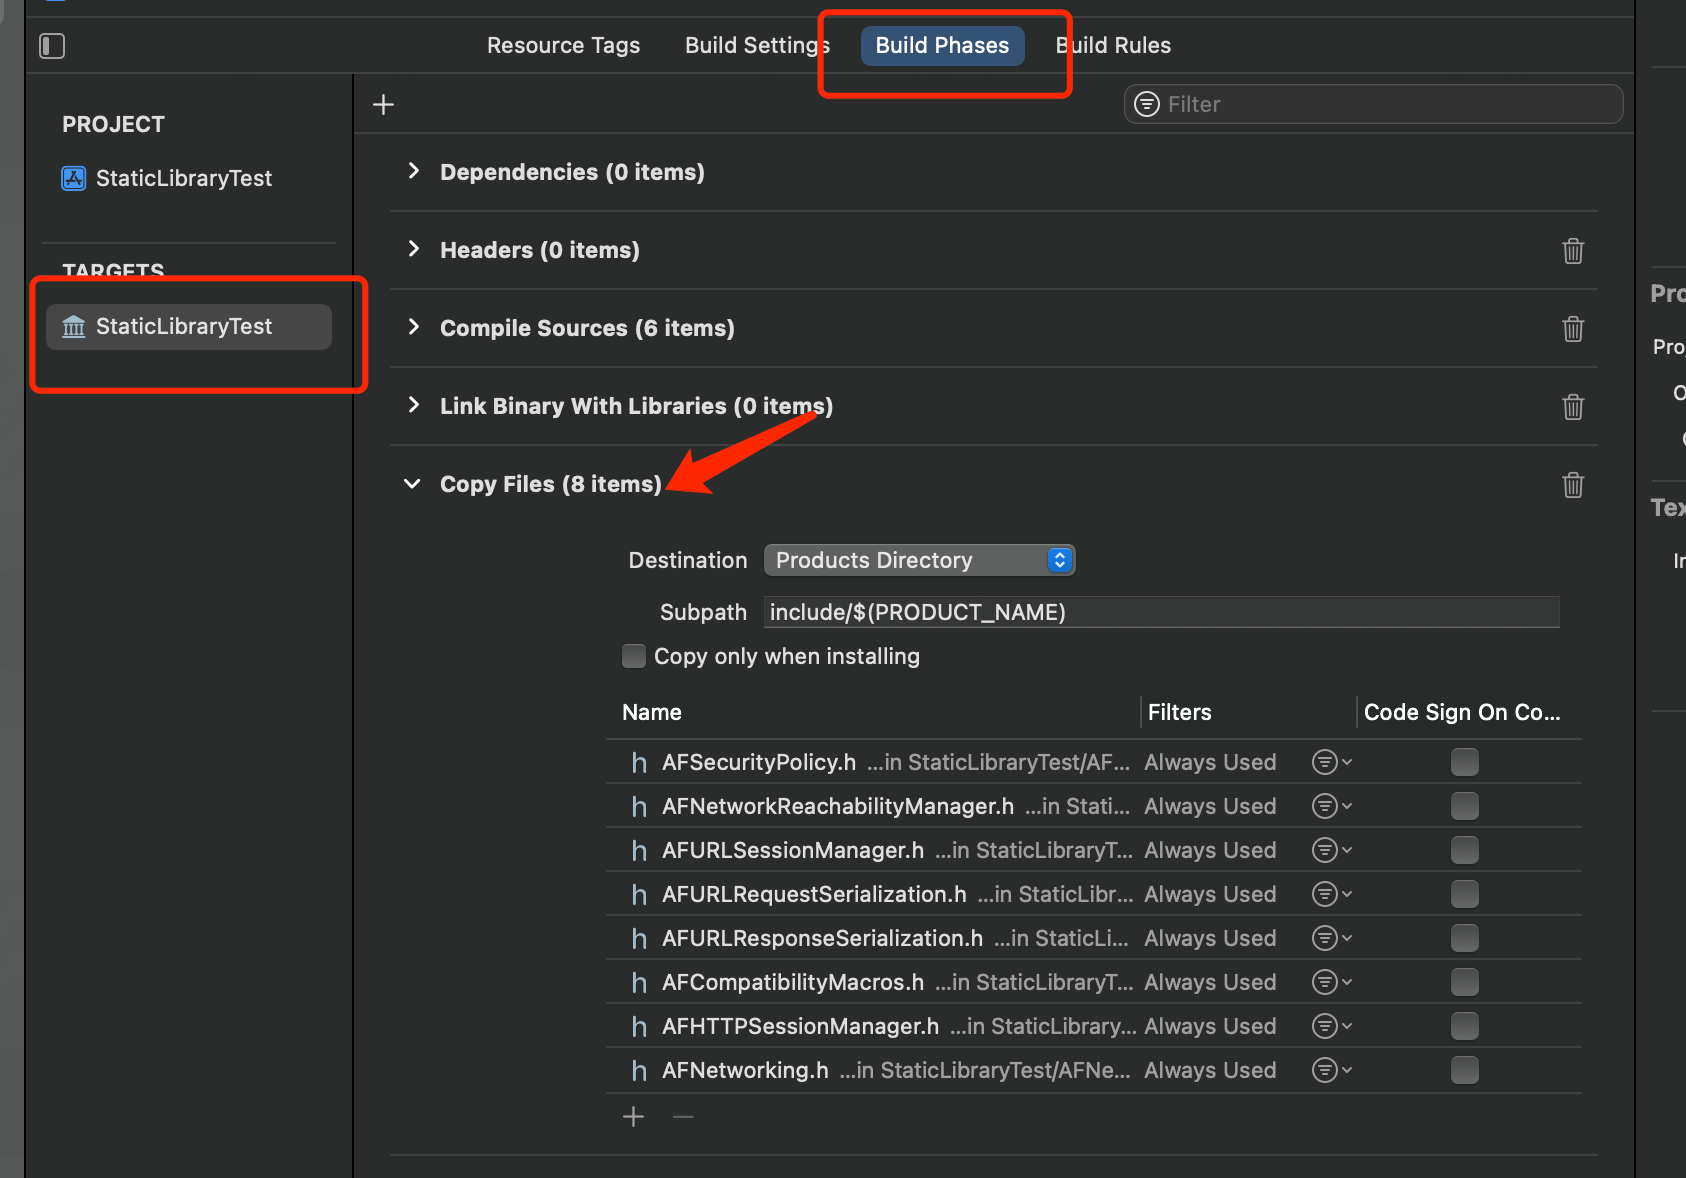 Resource Tags Build Settings Build Phases Build Rules
PROJECT
StaticLibraryTest
TARGETS
StaticLibraryTest
Filter
Dependencies (0 items)
Headers (0 items)
Compile Sources (6 items)
Link Binary With Libraries (0 items)
Copy Files (8 items)
Destination Products Directory
Subpath include/$(PRODUCT_NAME)
Copy only when installing
Name Filters Code Sign On Co...
h AFSecurityPolicy.h ...in StaticLibraryTest/AF... Always Used
h AFNetworkReachabilityManager.h ...in Stati... Always Used
h AFURLSessionManager.h ...in StaticLibraryT... Always Used
h AFURLRequestSerialization.h ...in StaticLibr... Always Used
h AFURLResponseSerialization.h ...in StaticLi... Always Used
h AFCompatibilityMacros.h ...in StaticLibraryT... Always Used
h AFHTTPSessionManager.h ...in StaticLibrary... Always Used
h AFNetworking.h ...in StaticLibraryTest/AFNe... Always Used